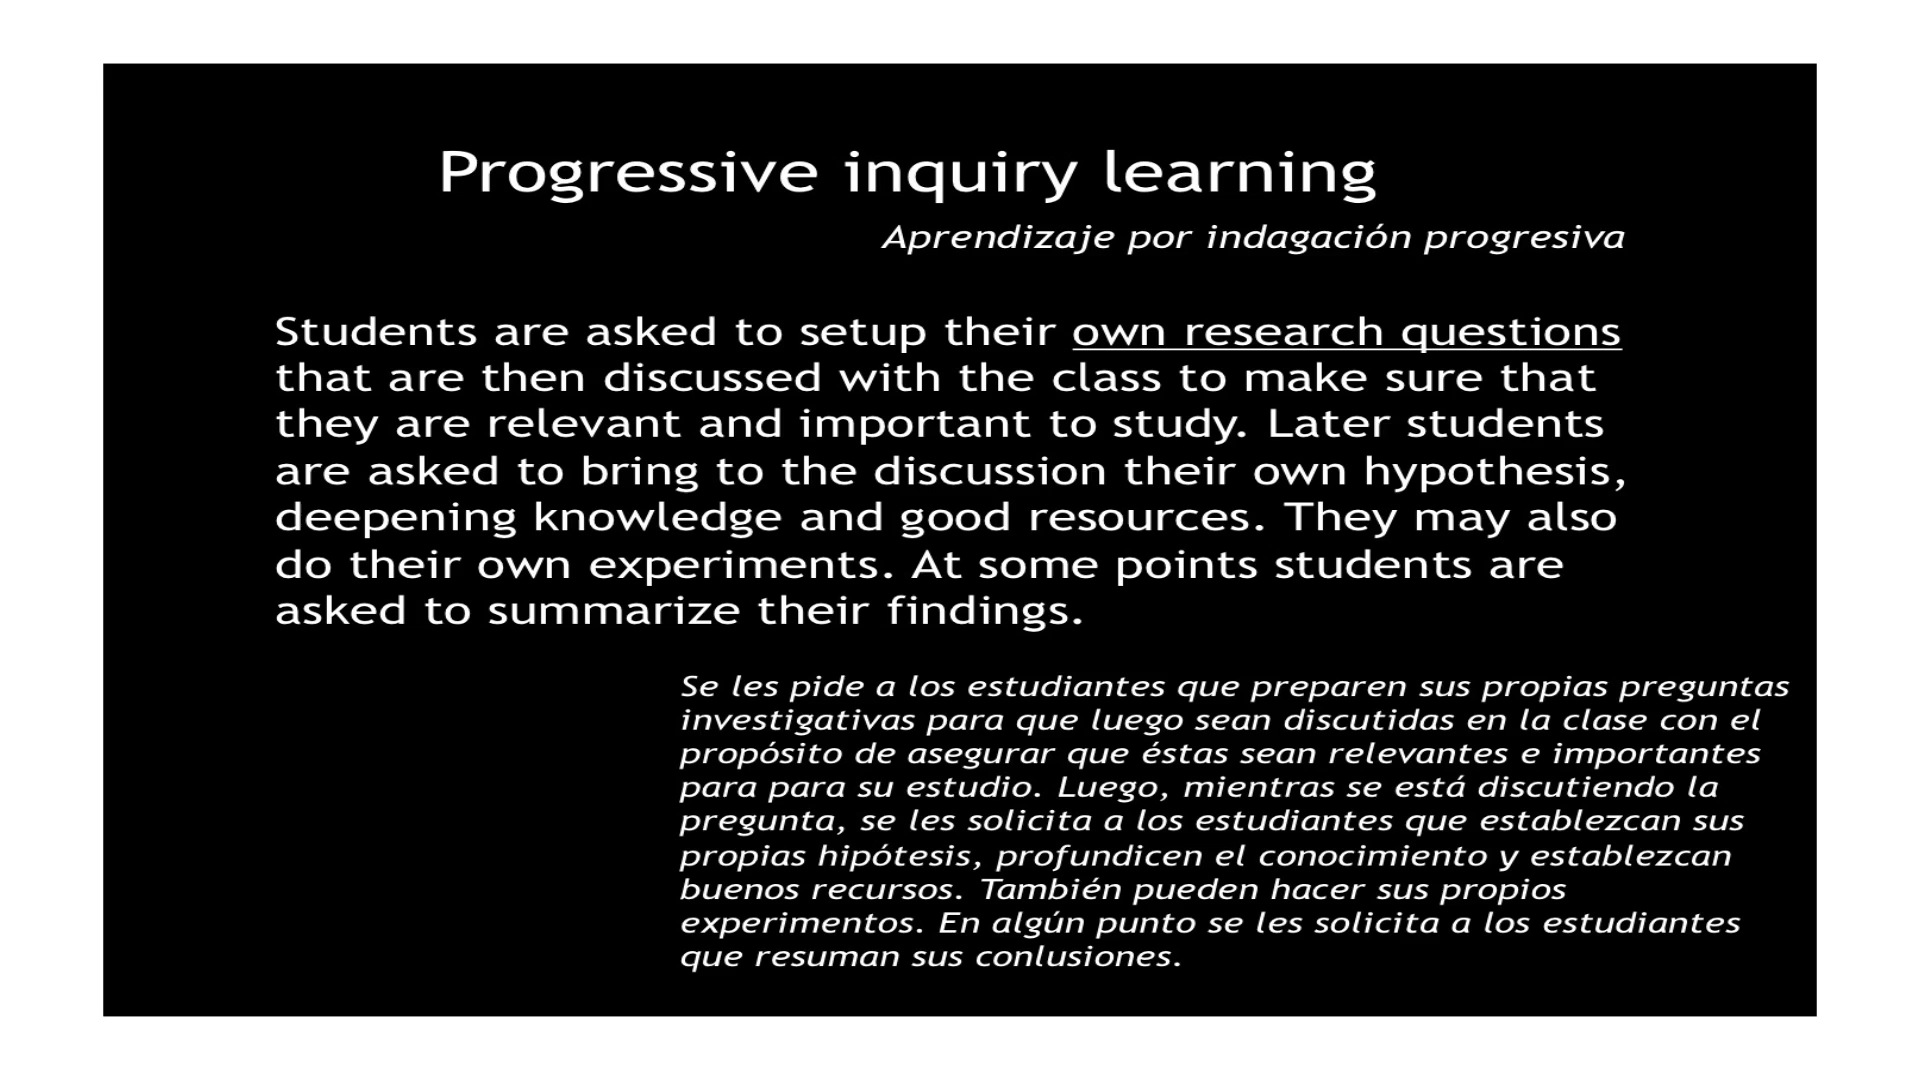 Progressive inquiry learning
Aprendizaje por indagación progresiva
Students are asked to setup their own research questions
that are then discussed with the class to make sure that
they are relevant and important to study. Later students
are asked to bring to the discussion their own hypothesis,
deepening knowledge and good resources. They may also
do their own experiments. At some points students are
asked to summarize their findings.
Se les pide a los estudiantes que preparen sus propias preguntas
investigativas para que luego sean discutidas en la clase con el
propósito de asegurar que éstas sean relevantes e importantes
para para su estudio. Luego, mientras se está discutiendo la
pregunta, se les solicita a los estudiantes que establezcan sus
propias hipótesis, profundicen el conocimiento y establezcan
buenos recursos. También pueden hacer sus propios
experimentos. En algún punto se les solicita a los estudiantes
que resuman sus conlusiones.